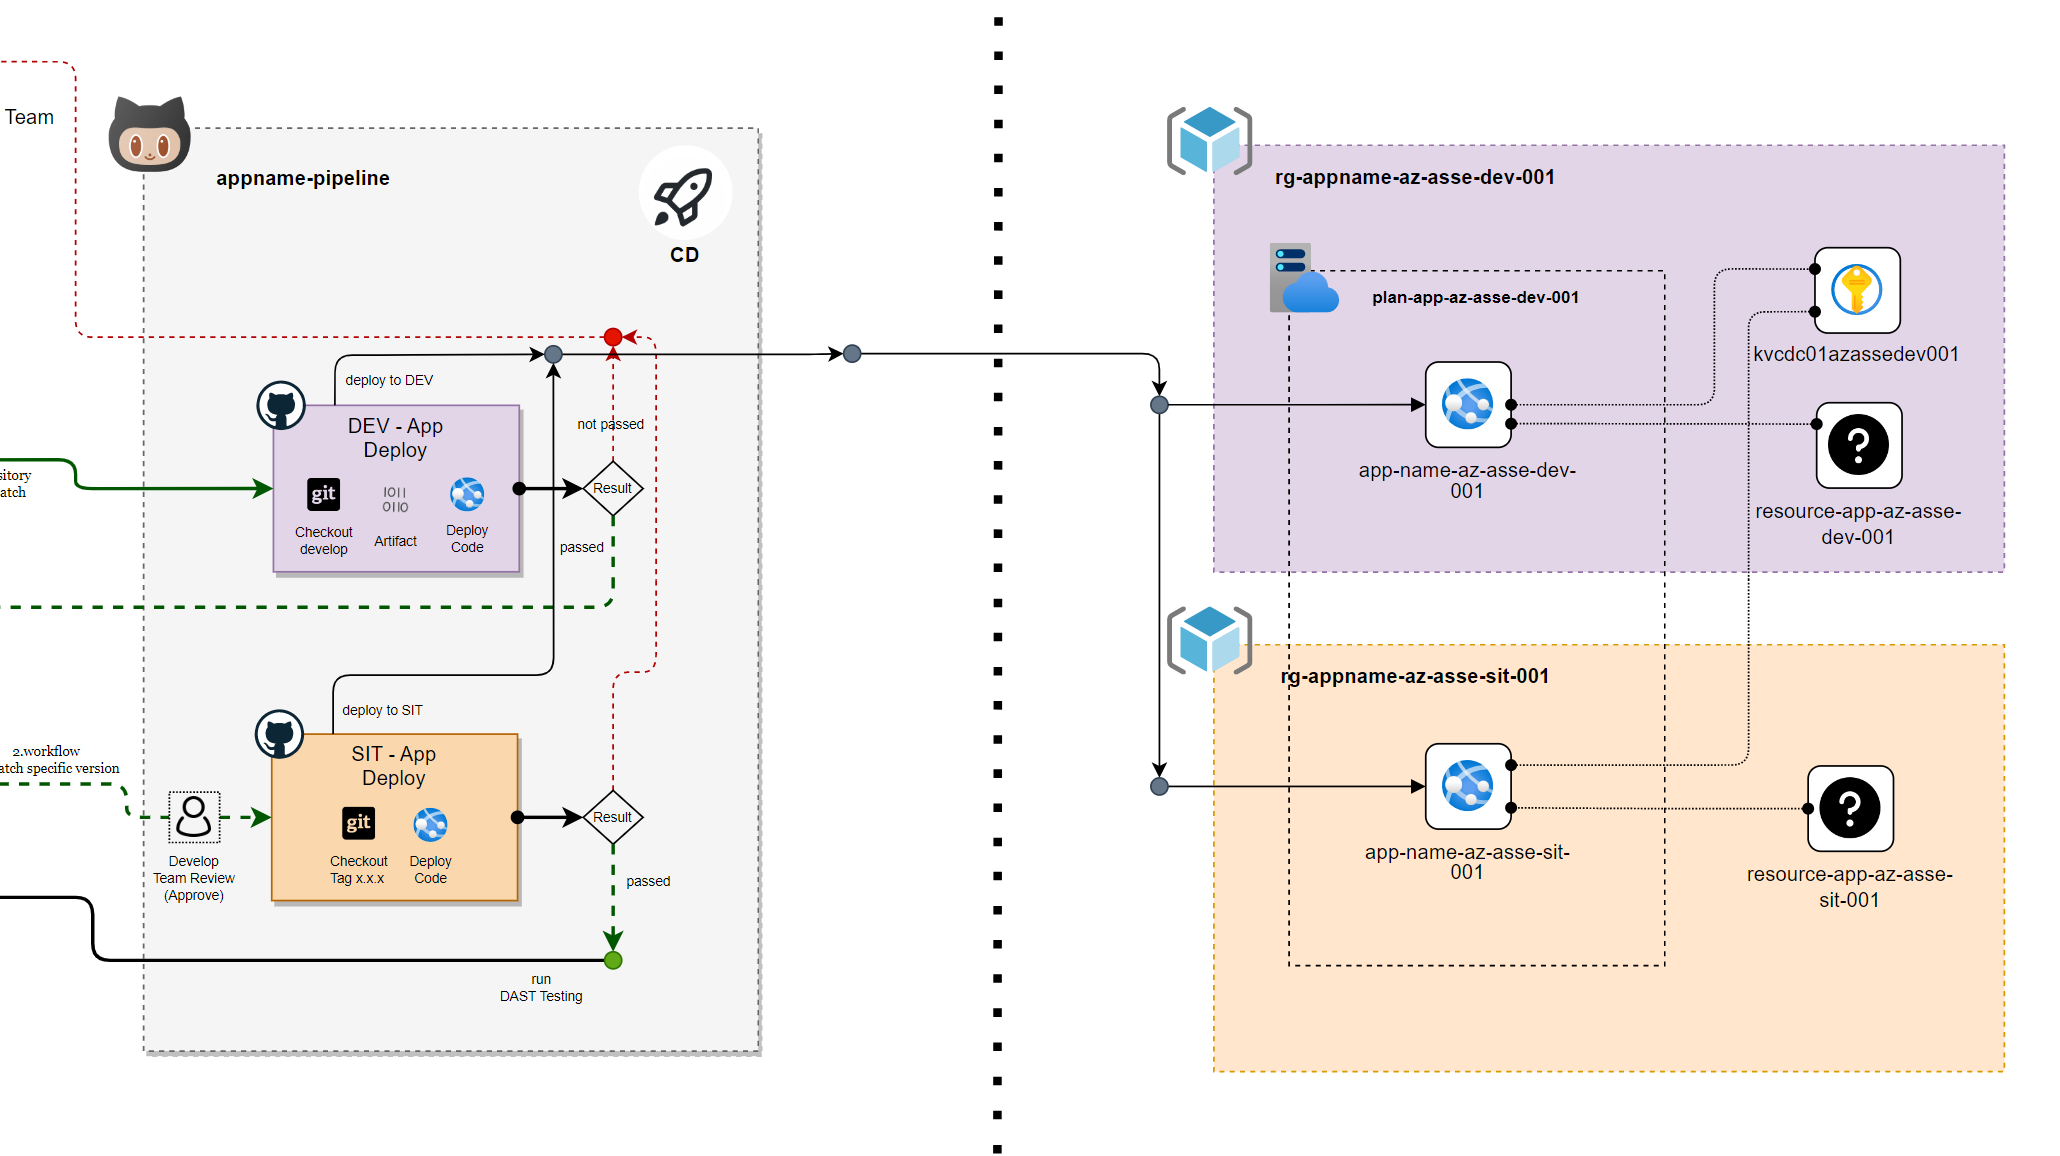 Team
appname-pipeline
CD
deploy to DEV
DEV - App
Deploy
git
1011
0110
Checkout
develop
Artifact
Deploy
Code
not passed
Result
passed
sitory
atch
deploy to SIT
SIT - App
Deploy
git
Checkout
Tag x.x.x
Deploy
Code
Result
passed
2.workflow
atch specific version
Develop
Team Review
(Approve)
run
DAST Testing
rg-appname-az-asse-dev-001
plan-app-az-asse-dev-001
kvcdc01azassedev001
app-name-az-asse-dev-
001
?
resource-app-az-asse-
dev-001
rg-appname-az-asse-sit-001
app-name-az-asse-sit-
001
?
resource-app-az-asse-
sit-001